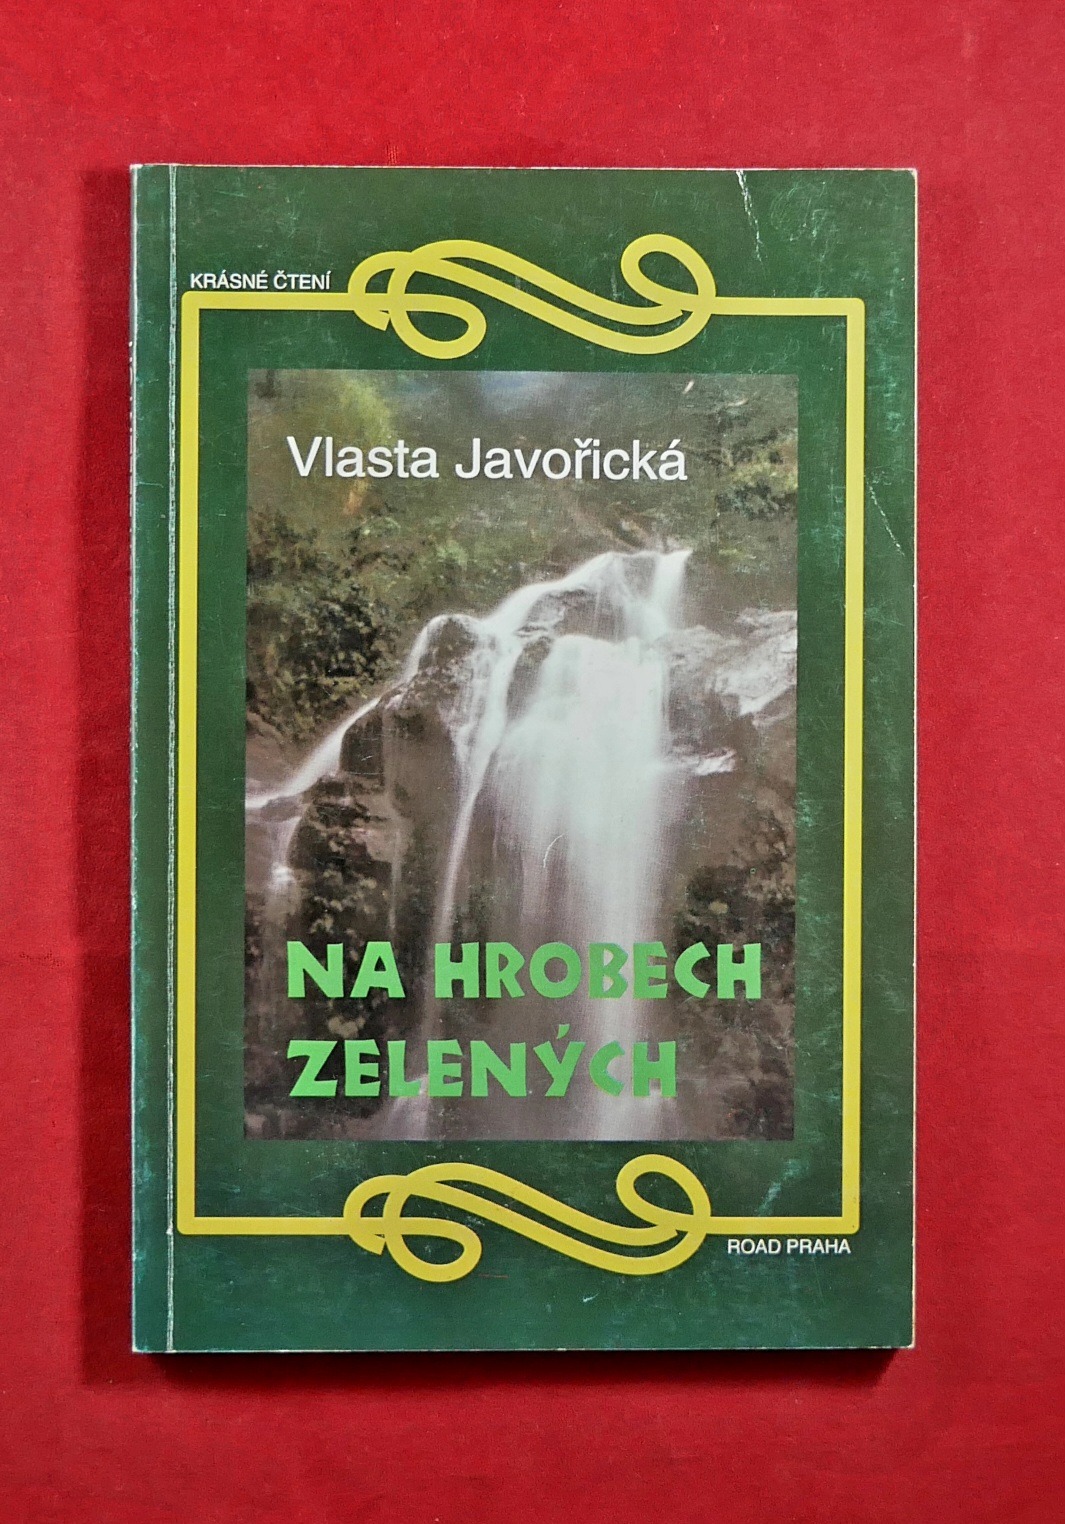 KRÁSNÉ ČTENÍ
Vlasta Javořická
NA HROBECH
ZELENÝCH
ROAD PRAHA